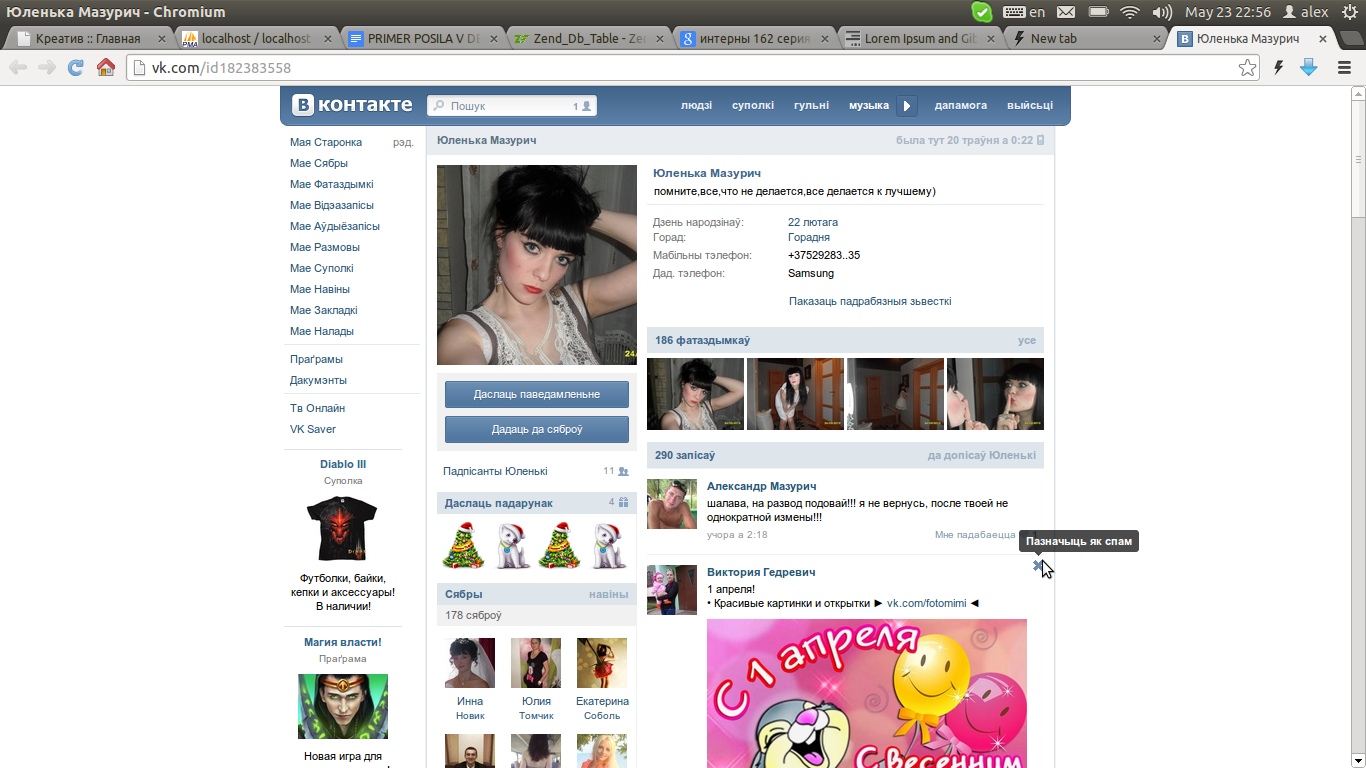 Юленька Мазурич - Chromium
en
May 23 22:56
alex
Креатив :: Главная
localhost / localhost
PRIMER POSILA V DE
Zend_Db_Table - Zen
интерны 162 серия
Lorem Ipsum and Gib
New tab
Юленька Мазурич
vk.com/id182383558
В контакте
Пошук
1
людзі
суполкі
гульні
музыка
дапамога
выйсьці
Мая Старонка
рэд.
Мае Сябры
Мае Фатаздымкі
Мае Відэазапісы
Мае Аўдыёзапісы
Мае Размовы
Мае Суполкі
Мае Навіны
Мае Закладкі
Мае Налады
Праґрамы
Дакумэнты
Тв Онлайн
VK Saver
Diablo III
Суполка
Футболки, байки,
кепки и аксессуары!
В наличии!
Магия власти!
Праґрама
Новая игра для
Юленька Мазурич
была тут 20 траўня а 0:22
Даслаць паведамленьне
Дадаць да сяброў
Падпісанты Юленькі
11
Даслаць падарунак
4
Сябры
навіны
178 сяброў
Инна
Новик
Юлия
Томчик
Екатерина
Соболь
Юленька Мазурич
помните,все,что не делается,все делается к лучшему)
Дзень народзінаў:
22 лютага
Горад:
Горадня
Мабільны тэлефон:
+37529283..35
Дад. тэлефон:
Samsung
Паказаць падрабязныя зьвесткі
186 фатаздымкаў
усе
290 запісаў
да допісаў Юленькі
Александр Мазурич
шалава, на развод подовай!!! я не вернусь, после твоей не
однократной измены!!!
учора а 2:18
Мне падабаецца
Пазначыць як спам
Виктория Гедревич
1 апреля!
• Красивые картинки и открытки ► vk.com/fotomimi ◄
С 1 апреля
С весенним